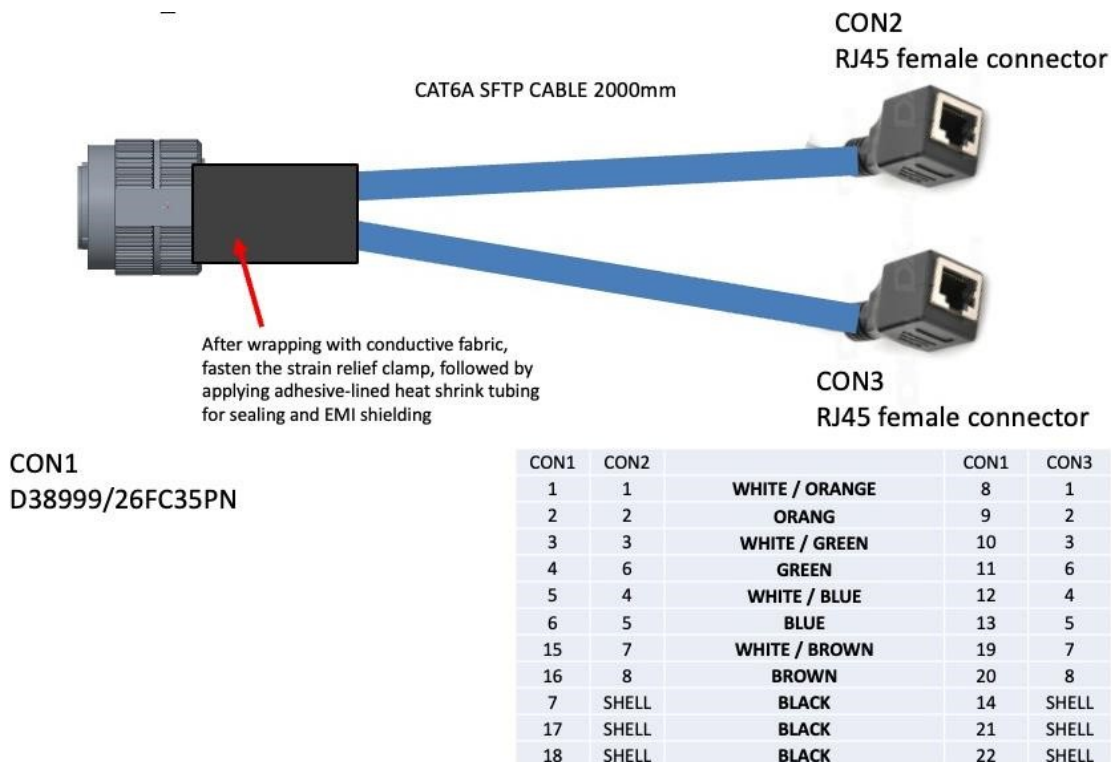 CON2
RJ45 female connector
CAT6A SFTP CABLE 2000mm
After wrapping with conductive fabric,
fasten the strain relief clamp, followed by
applying adhesive-lined heat shrink tubing
for sealing and EMI shielding
CON3
RJ45 female connector
CON1
D38999/26FC35PN
CON1 CON2 CON1 CON3
1 1 WHITE / ORANGE 8 1
2 2 ORANG 9 2
3 3 WHITE / GREEN 10 3
4 6 GREEN 11 6
5 4 WHITE / BLUE 12 4
6 5 BLUE 13 5
15 7 WHITE / BROWN 19 7
16 8 BROWN 20 8
7 SHELL BLACK 14 SHELL
17 SHELL BLACK 21 SHELL
18 SHELL BLACK 22 SHELL